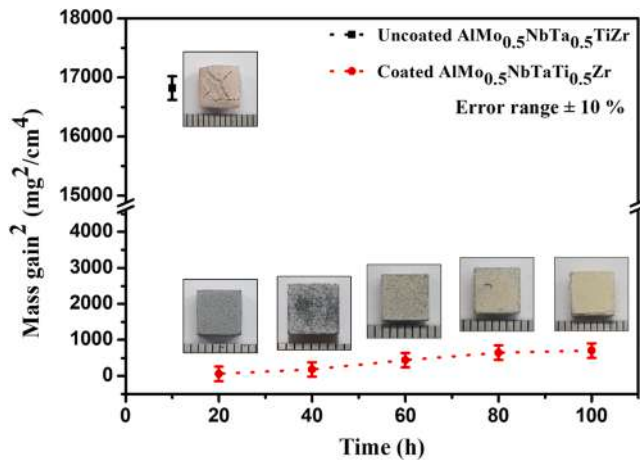 Uncoated AlMo0.5NbTa0.5TiZr
Coated AlMo0.5NbTaTi0.5Zr
Error range ± 10 %
Mass gain2 (mg2/cm4)
18000
17000
16000
15000
4000
3000
2000
1000
0
0 20 40 60 80 100
Time (h)